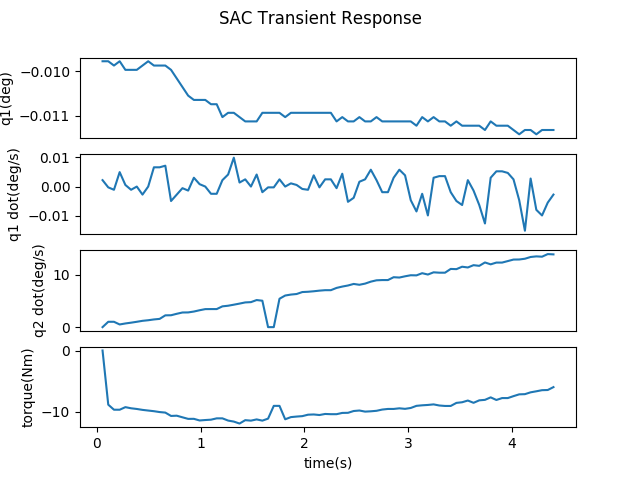 SAC Transient Response
q1(deg)
−0.010
−0.011
q1 dot(deg/s)
0.01
0.00
−0.01
q2 dot(deg/s)
10
0
torque(Nm)
0
−10
0 1 2 3 4
time(s)